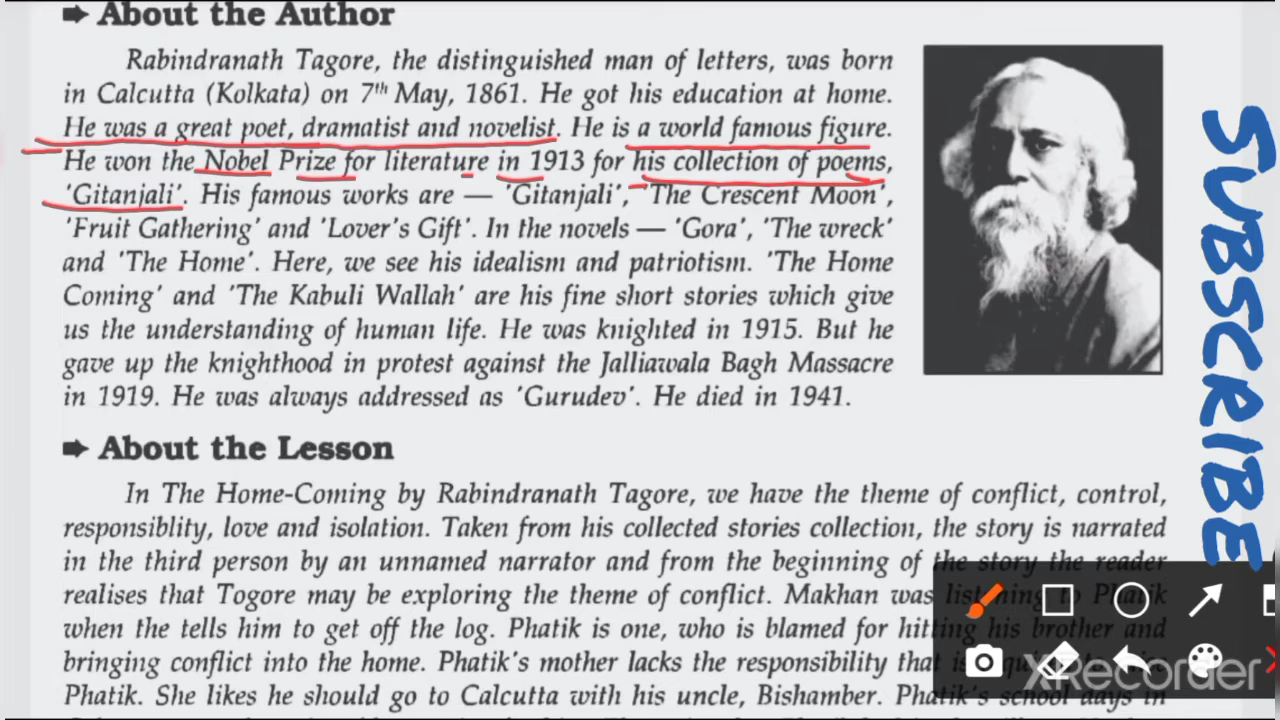 ➨ About the Author
Rabindranath Tagore, the distinguished man of letters, was born
in Calcutta (Kolkata) on 7th May, 1861. He got his education at home.
He was a great poet, dramatist and novelist. He is a world famous figure.
He won the Nobel Prize for literature in 1913 for his collection of poems,
'Gitanjali'. His famous works are — 'Gitanjali', 'The Crescent Moon',
'Fruit Gathering' and 'Lover's Gift'. In the novels — 'Gora', 'The wreck'
and 'The Home'. Here, we see his idealism and patriotism. 'The Home
Coming' and 'The Kabuli Wallah' are his fine short stories which give
us the understanding of human life. He was knighted in 1915. But he
gave up the knighthood in protest against the Jalliawala Bagh Massacre
in 1919. He was always addressed as 'Gurudev'. He died in 1941.
➨ About the Lesson
In The Home-Coming by Rabindranath Tagore, we have the theme of conflict, control,
responsiblity, love and isolation. Taken from his collected stories collection, the story is narrated
in the third person by an unnamed narrator and from the beginning of the story the reader
realises that Togore may be exploring the theme of conflict. Makhan was listening to Phatik
when the tells him to get off the log. Phatik is one, who is blamed for hitting his brother and
bringing conflict into the home. Phatik's mother lacks the responsibility that is
Phatik. She likes he should go to Calcutta with his uncle, Bishamber. Phatik's school days in
SUBSCRIBE
XRecorder